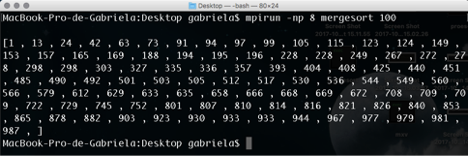 Desktop — -bash — 80×24
MacBook-Pro-de-Gabriela:Desktop gabriela$ mpirun -np 8 mergesort 100
[1 , 13 , 24 , 42 , 63 , 73 , 91 , 94 , 97 , 99 , 105 , 115 , 123 , 124 , 149 ,
153 , 157 , 165 , 169 , 188 , 194 , 195 , 196 , 228 , 228 , 249 , 267 , 272 , 27
8 , 298 , 298 , 303 , 327 , 335 , 336 , 357 , 393 , 404 , 408 , 425 , 440 , 451
, 485 , 490 , 492 , 501 , 503 , 505 , 512 , 517 , 530 , 536 , 544 , 549 , 560 ,
566 , 579 , 612 , 629 , 633 , 635 , 658 , 666 , 668 , 669 , 672 , 708 , 709 , 70
9 , 722 , 729 , 745 , 752 , 801 , 807 , 810 , 814 , 816 , 821 , 826 , 840 , 853
, 865 , 878 , 882 , 903 , 923 , 930 , 933 , 933 , 944 , 967 , 977 , 979 , 981 ,
987 , ]
MacBook-Pro-de-Gabriela:Desktop gabriela$